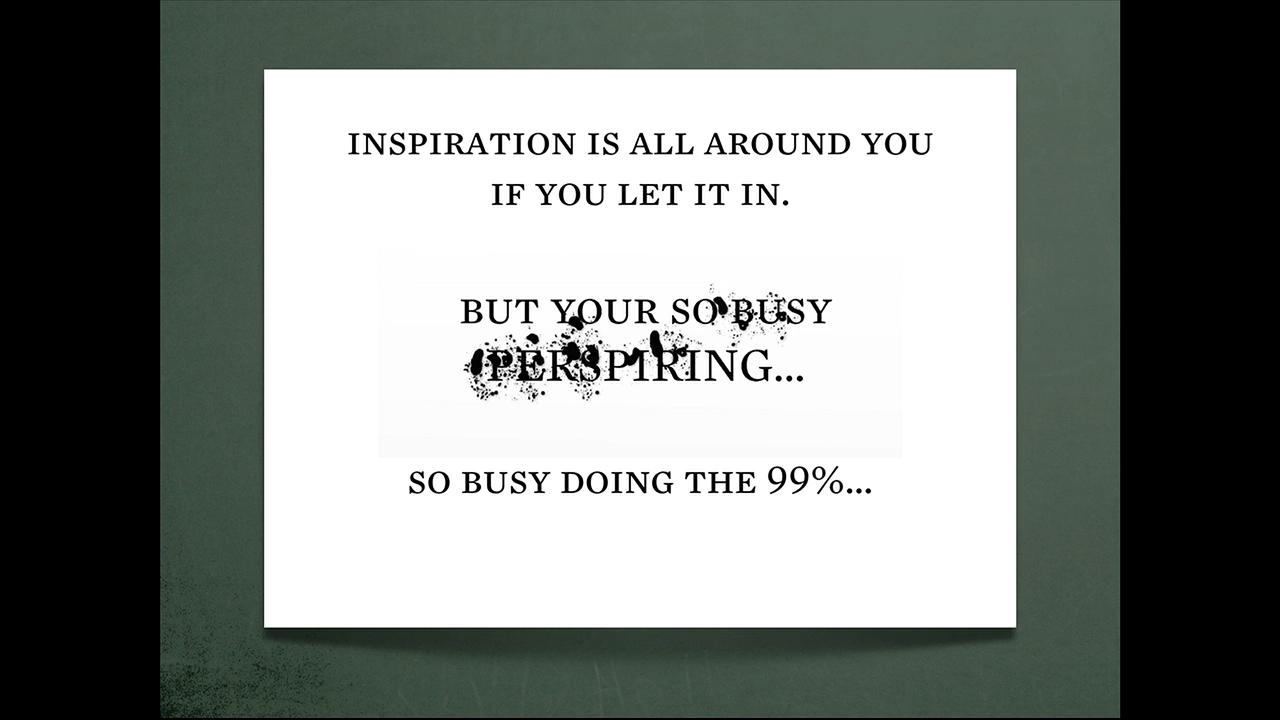 INSPIRATION IS ALL AROUND YOU
IF YOU LET IT IN.
BUT YOUR SO BUSY
PERSPIRING...
SO BUSY DOING THE 99%...